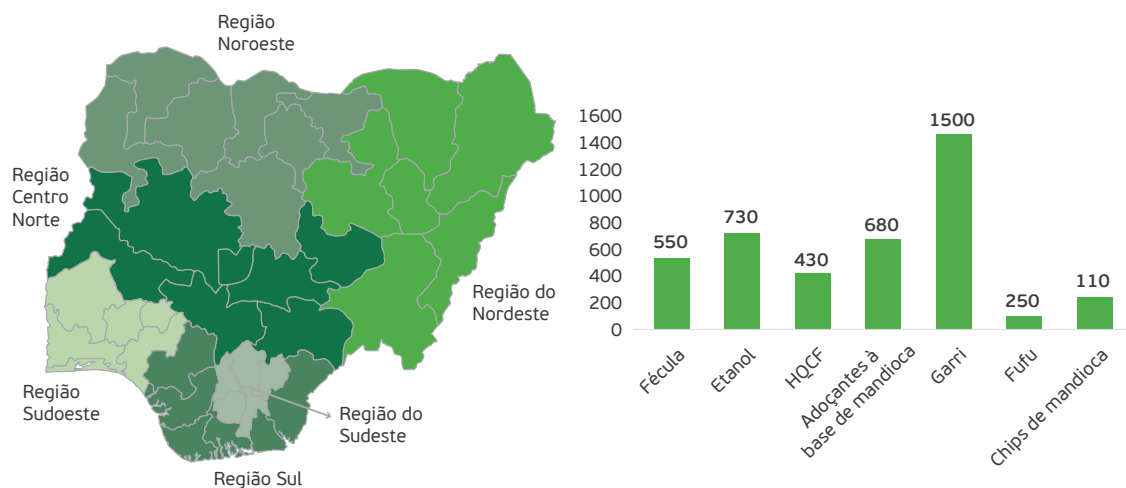 Região
Noroeste
Região
Centro
Norte
Região do
Nordeste
Região
Sudoeste
Região do
Sudeste
Região Sul
1600
1400
1200
1000
800
600
400
200
0
550
730
430
680
1500
250
110
Fécula
Etanol
HQCF
Adoçantes à
base de mandioca
Garri
Fufu
Chips de mandioca